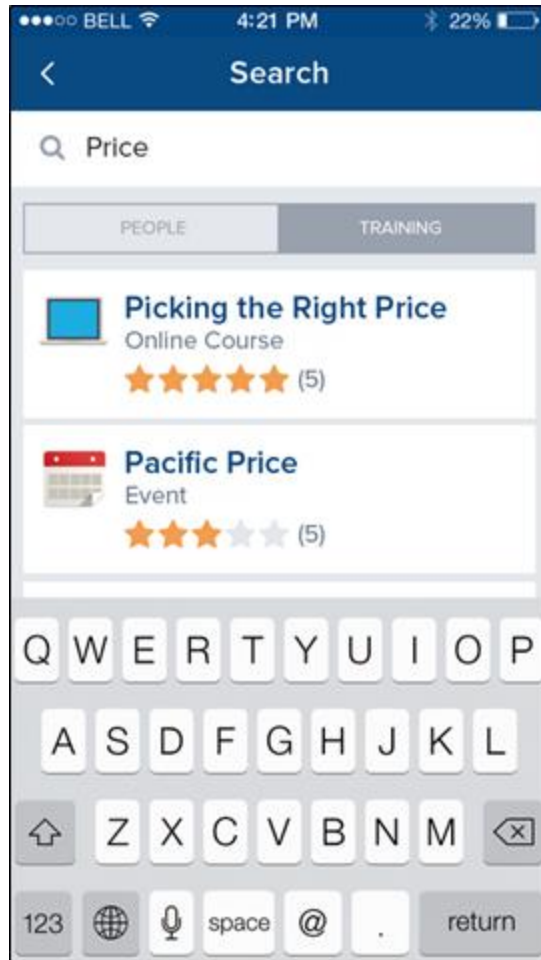 BELL 4:21 PM 22%
Search
Price
PEOPLE TRAINING
Picking the Right Price
Online Course
(5)
Pacific Price
Event
(5)
Q W E R T Y U I O P
A S D F G H J K L
Z X C V B N M
123 space @ . return